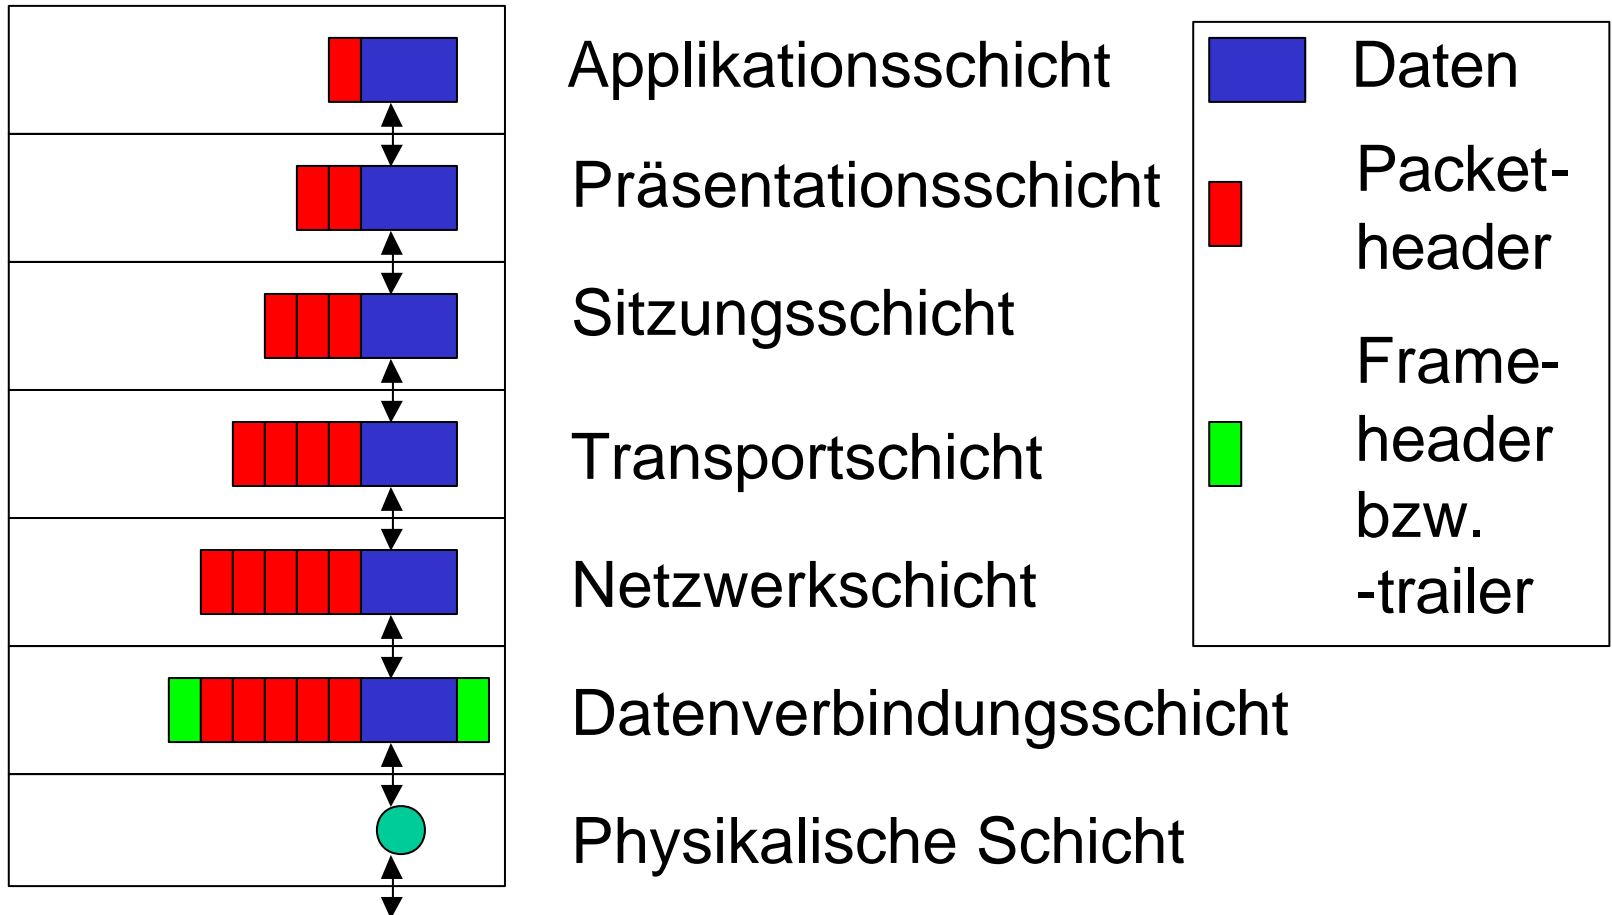 Applikationsschicht
Präsentationsschicht
Sitzungsschicht
Transportschicht
Netzwerkschicht
Datenverbindungsschicht
Physikalische Schicht
Daten
Packet-
header
Frame-
header
bzw.
-trailer